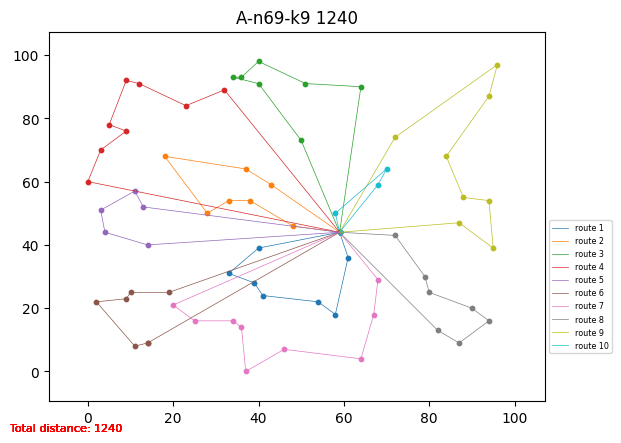 A-n69-k9 1240
100
80
60
40
20
0
0 20 40 60 80 100
route 1
route 2
route 3
route 4
route 5
route 6
route 7
route 8
route 9
route 10
Total distance: 1240